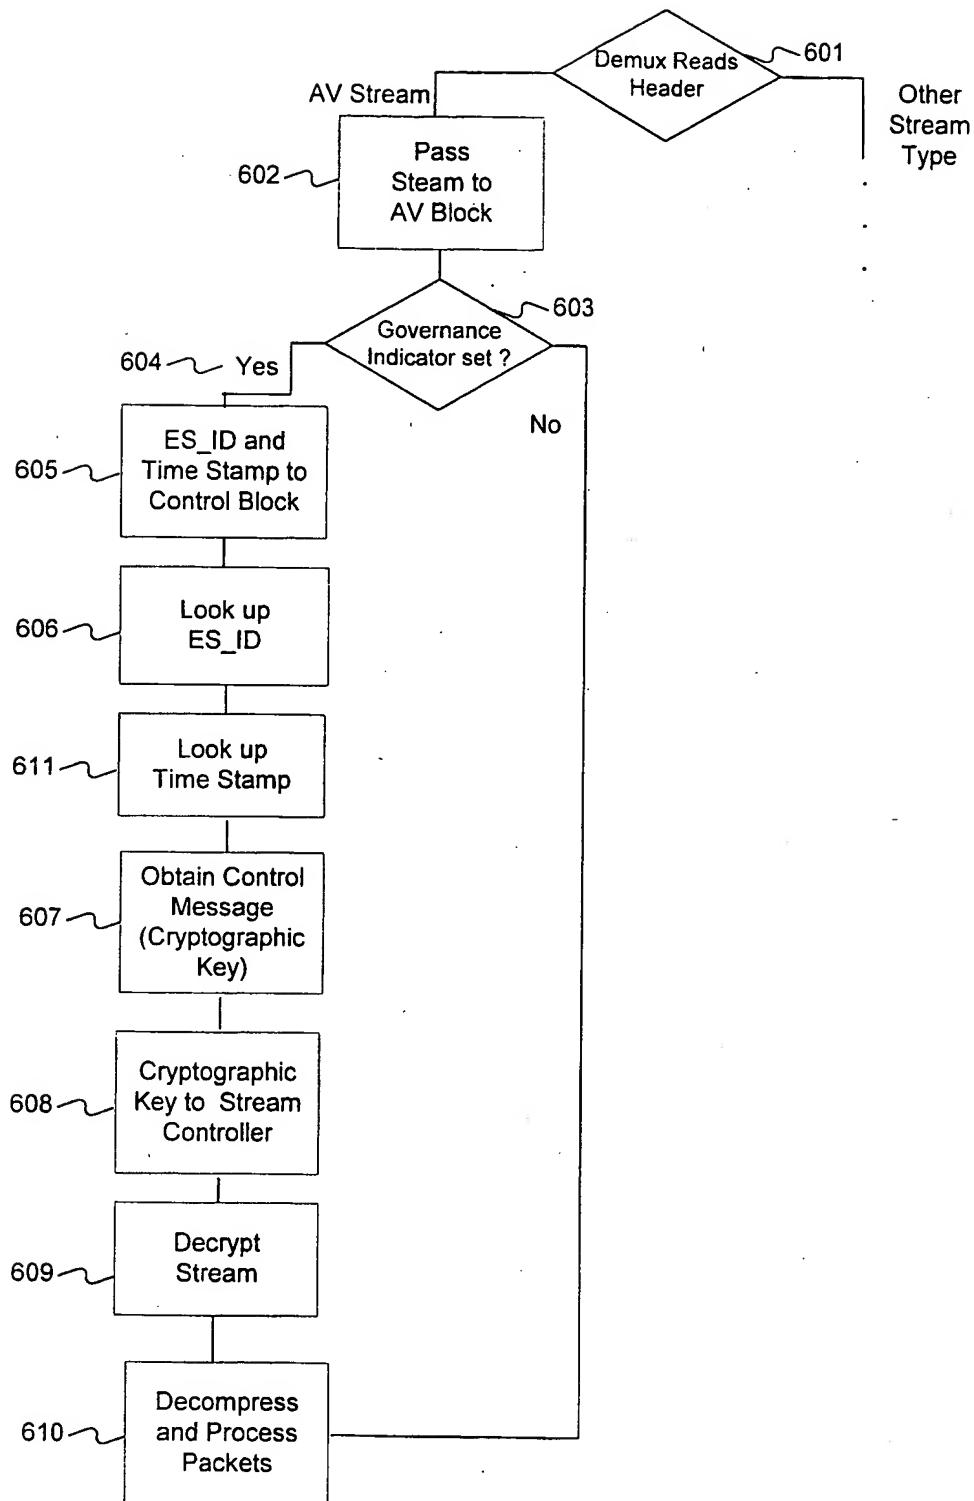 Demux Reads
Header
601
AV Stream
Other
Stream
Type
Pass
Steam to
AV Block
602
603
Governance
Indicator set ?
604
Yes
No
ES_ID and
Time Stamp to
Control Block
605
Look up
ES_ID
606
Look up
Time Stamp
611
Obtain Control
Message
(Cryptographic
Key)
607
Cryptographic
Key to Stream
Controller
608
Decrypt
Stream
609
Decompress
and Process
Packets
610